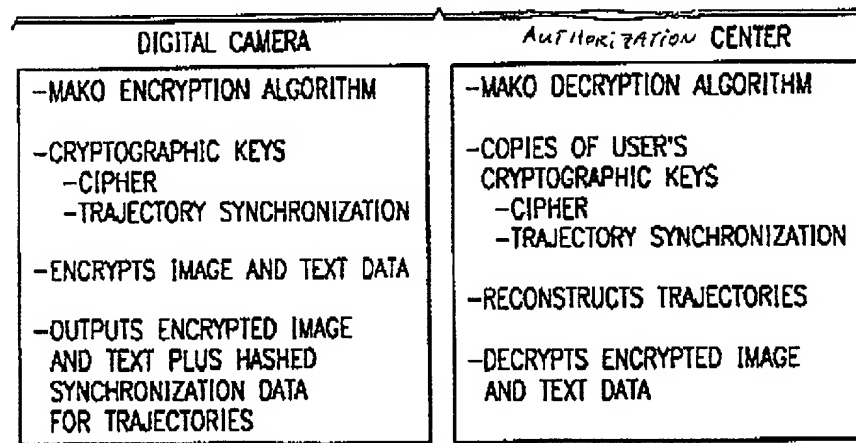 DIGITAL CAMERA
-MAKO ENCRYPTION ALGORITHM
-CRYPTOGRAPHIC KEYS
-CIPHER
-TRAJECTORY SYNCHRONIZATION
-ENCRYPTS IMAGE AND TEXT DATA
-OUTPUTS ENCRYPTED IMAGE
AND TEXT PLUS HASHED
SYNCHRONIZATION DATA
FOR TRAJECTORIES
AUTHORIZATION CENTER
-MAKO DECRYPTION ALGORITHM
-COPIES OF USER'S
CRYPTOGRAPHIC KEYS
-CIPHER
-TRAJECTORY SYNCHRONIZATION
-RECONSTRUCTS TRAJECTORIES
-DECRYPTS ENCRYPTED IMAGE
AND TEXT DATA